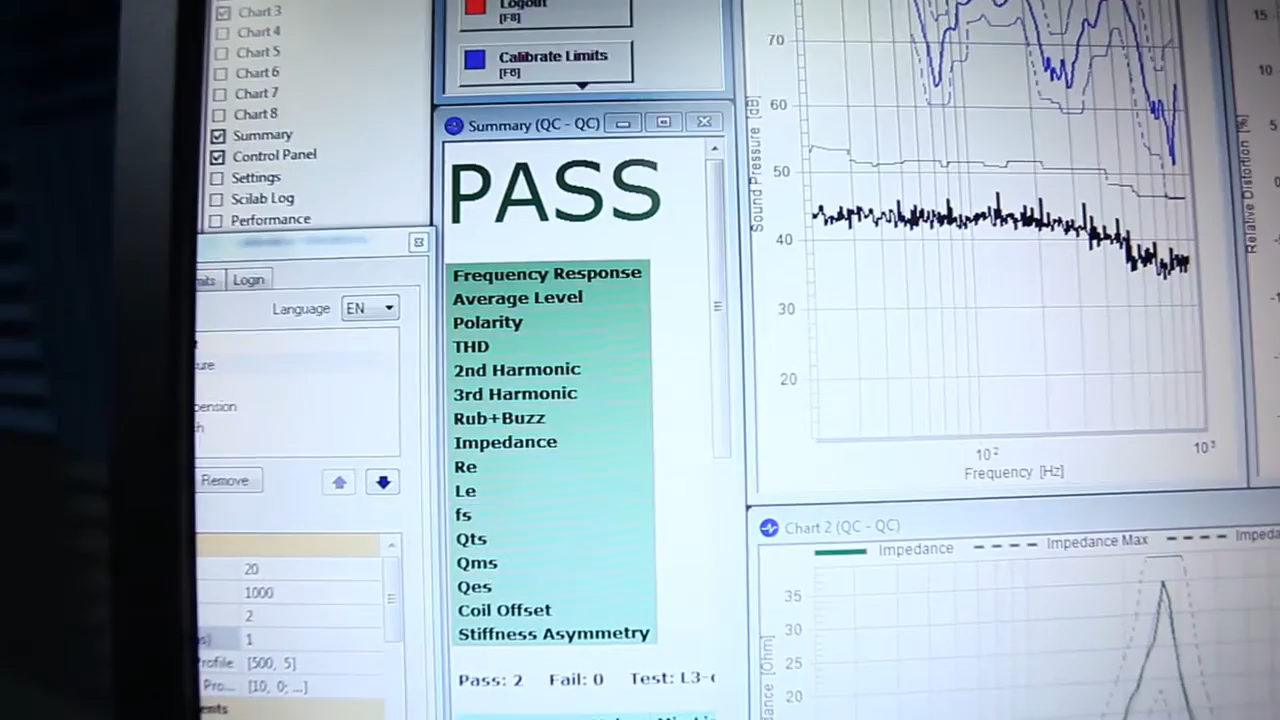 Chart 3
Chart 4
Chart 5
Chart 6
Chart 7
Chart 8
Summary
Control Panel
Settings
Scilab Log
Performance
Login
Language
EN
Remove
20
1000
2
1
[500, 5]
[10, 0; ...]
Logout
[F8]
Calibrate Limits
[F6]
Summary (QC - QC)
PASS
Frequency Response
Average Level
Polarity
THD
2nd Harmonic
3rd Harmonic
Rub+Buzz
Impedance
Re
Le
fs
Qts
Qms
Qes
Coil Offset
Stiffness Asymmetry
Pass: 2 Fail: 0 Test: L3-
Sound Pressure [dB]
70
60
50
40
30
20
10²
10³
Frequency [Hz]
15
10
5
0
Relative Distortion [%]
Chart 2 (QC - QC)
Impedance
Impedance Max
Impeda
35
30
25
20
dance [Ohm]